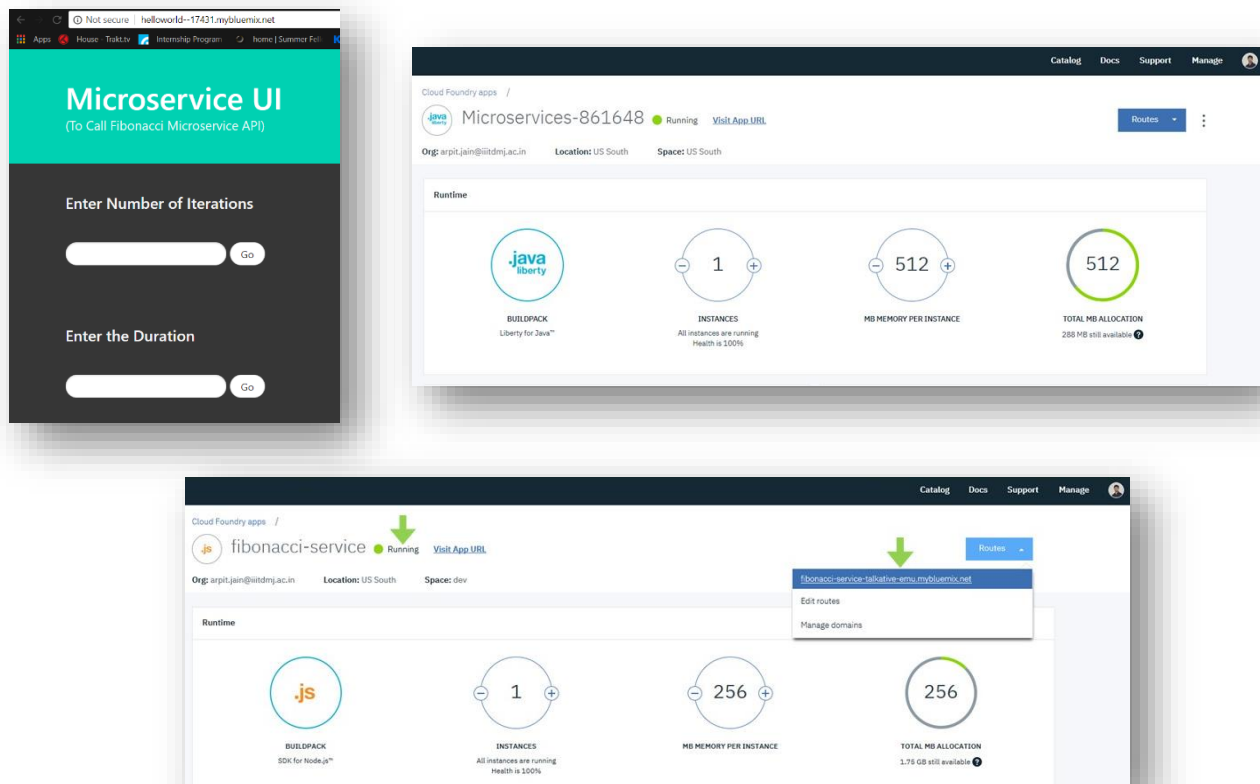 Not secure | helloworld--17431.mybluemix.net
Apps House - Trakt.tv Internship Program home | Summer Fell
Microservice UI
(To Call Fibonacci Microservice API)
Enter Number of Iterations
Go
Enter the Duration
Go
Catalog Docs Support Manage
Cloud Foundry apps /
.java liberty Microservices-861648 Running Visit App URL
Routes
Org: arpit.jain@iiitdmj.ac.in Location: US South Space: US South
Runtime
.java liberty
1
512
512
BUILDPACK INSTANCES MB MEMORY PER INSTANCE TOTAL MB ALLOCATION
Liberty for Java™ All instances are running 288 MB still available ?
Health is 100%
Catalog Docs Support Manage
Cloud Foundry apps /
.js fibonacci-service Running Visit App URL
Routes
Org: arpit.jain@iiitdmj.ac.in Location: US South Space: dev
fibonacci-service-talkative-emu.mybluemix.net
Edit routes
Manage domains
Runtime
.js
1
256
256
BUILDPACK INSTANCES MB MEMORY PER INSTANCE TOTAL MB ALLOCATION
SDK for Node.js™ All instances are running 1.75 GB still available ?
Health is 100%